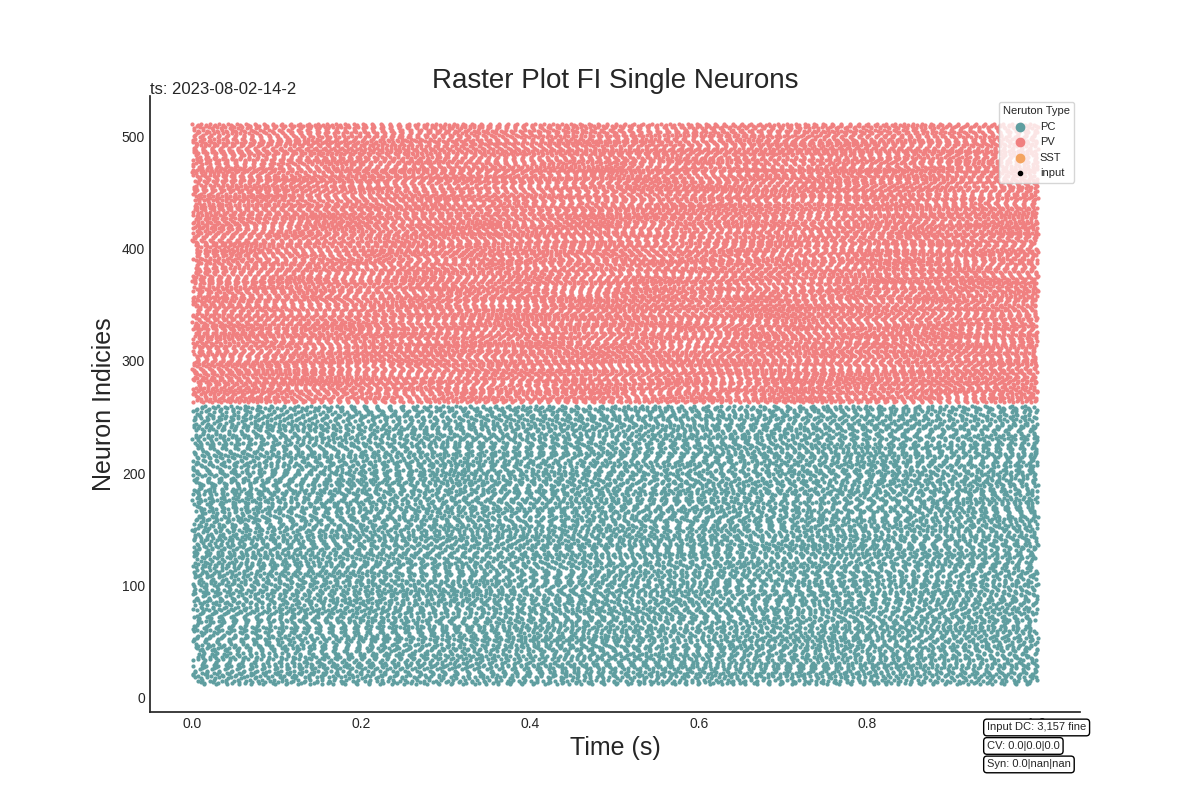 Raster Plot FI Single Neurons
ts: 2023-08-02-14-2
Neruton Type
PC
PV
SST
input
500
400
300
200
100
0
Neuron Indicies
0.0 0.2 0.4 0.6 0.8
Time (s)
Input DC: 3,157 fine
CV: 0.0|0.0|0.0
Syn: 0.0|nan|nan